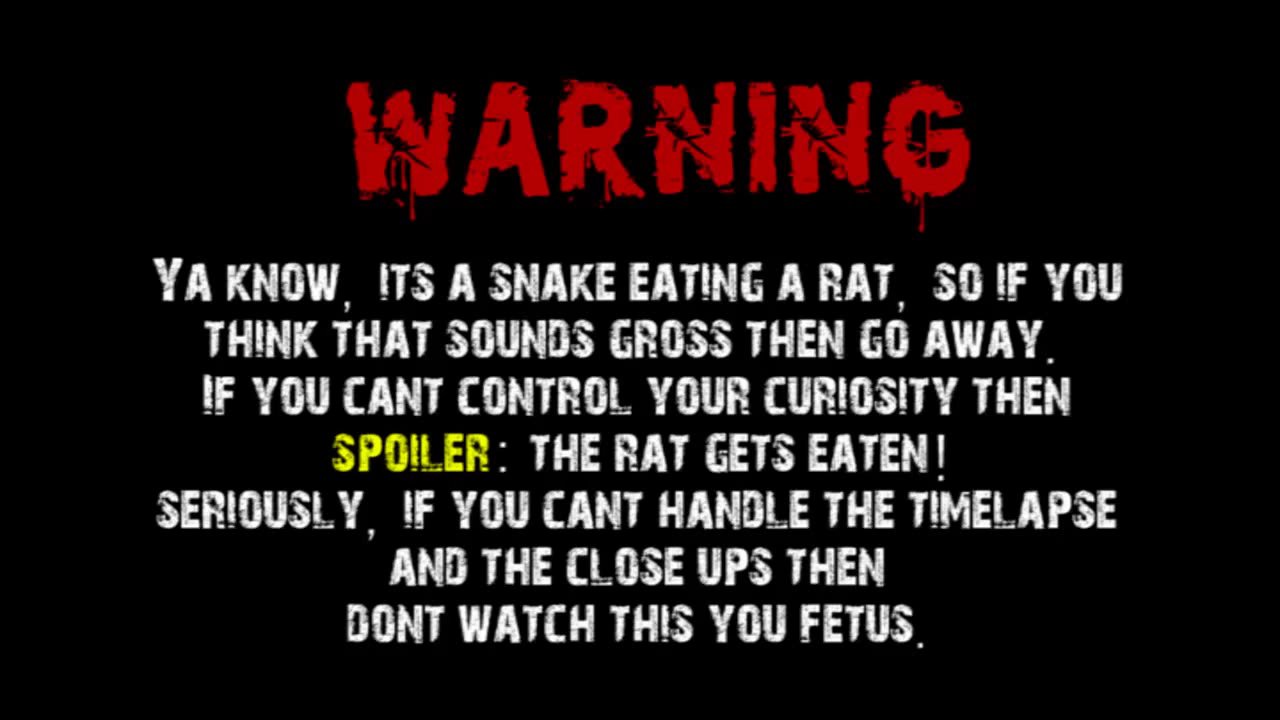 WARNING
YA KNOW, ITS A SNAKE EATING A RAT, SO IF YOU
THINK THAT SOUNDS GROSS THEN GO AWAY.
IF YOU CANT CONTROL YOUR CURIOSITY THEN
SPOILER: THE RAT GETS EATEN!
SERIOUSLY, IF YOU CANT HANDLE THE TIMELAPSE
AND THE CLOSE UPS THEN
DONT WATCH THIS YOU FETUS.